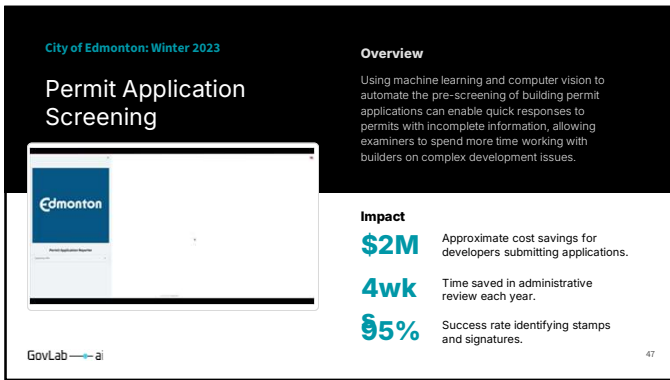 City of Edmonton: Winter 2023
Permit Application
Screening
Overview
Using machine learning and computer vision to
automate the pre-screening of building permit
applications can enable quick responses to
permits with incomplete information, allowing
examiners to spend more time working with
builders on complex development issues.
Edmonton
Permit Application Reporter
Impact
$2M
Approximate cost savings for
developers submitting applications.
4wk
s
Time saved in administrative
review each year.
95%
Success rate identifying stamps
and signatures.
GovLab ai
47